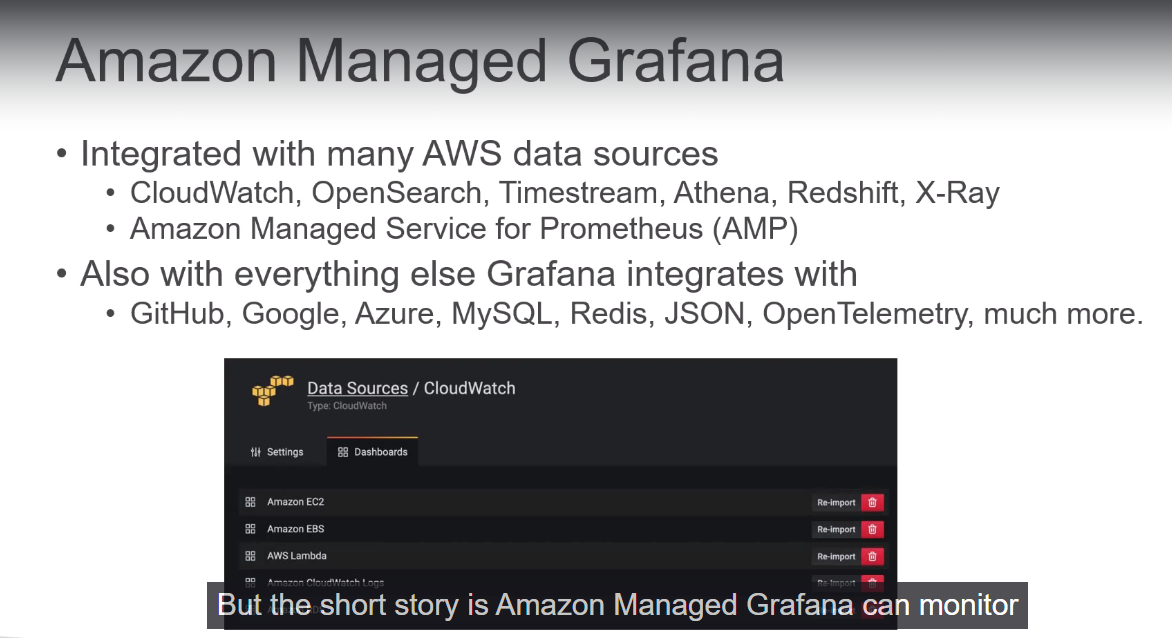 Amazon Managed Grafana
• Integrated with many AWS data sources
• CloudWatch, OpenSearch, Timestream, Athena, Redshift, X-Ray
• Amazon Managed Service for Prometheus (AMP)
• Also with everything else Grafana integrates with
• GitHub, Google, Azure, MySQL, Redis, JSON, OpenTelemetry, much more.
Data Sources / CloudWatch
Type: CloudWatch
Settings Dashboards
Amazon EC2 Re-import
Amazon EBS Re-import
AWS Lambda Re-import
Amazon CloudWatch Logs Re-import
But the short story is Amazon Managed Grafana can monitor